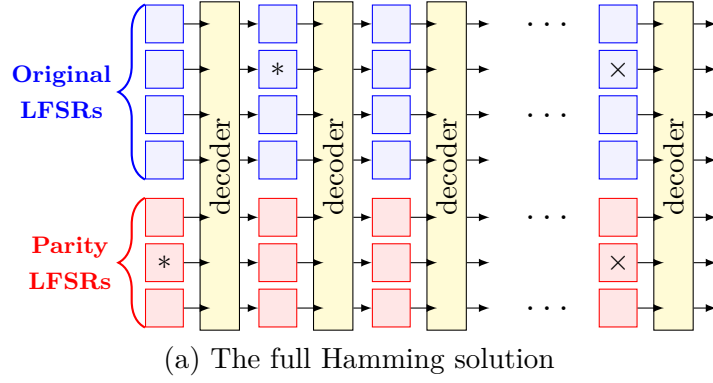 Original
LFSRs
Parity
LFSRs
*
*
×
×
decoder
decoder
decoder
decoder
· · ·
· · ·
· · ·
· · ·
· · ·
· · ·
· · ·
(a) The full Hamming solution